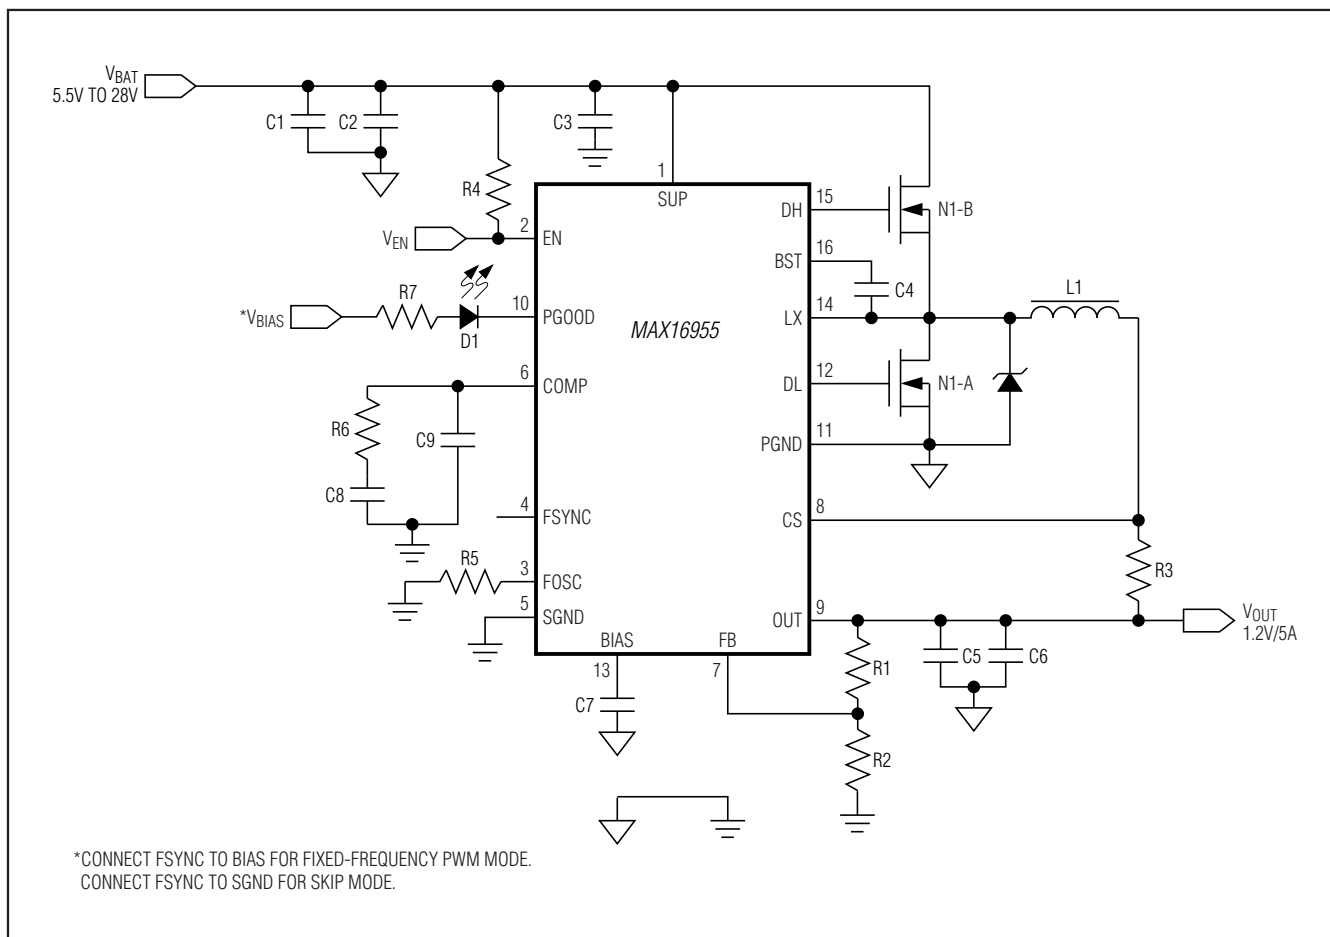 VBAT
5.5V TO 28V
C1
C2
C3
R4
1
SUP
VEN
2
EN
DH
15
N1-B
BST
16
C4
L1
*VBIAS
R7
D1
10
PGOOD
MAX16955
LX
14
DL
12
N1-A
6
COMP
R6
C9
C8
PGND
11
4
FSYNC
CS
8
R3
R5
3
FOSC
5
SGND
OUT
9
VOUT
1.2V/5A
BIAS
13
FB
7
R1
C5
C6
C7
R2
*CONNECT FSYNC TO BIAS FOR FIXED-FREQUENCY PWM MODE.
CONNECT FSYNC TO SGND FOR SKIP MODE.